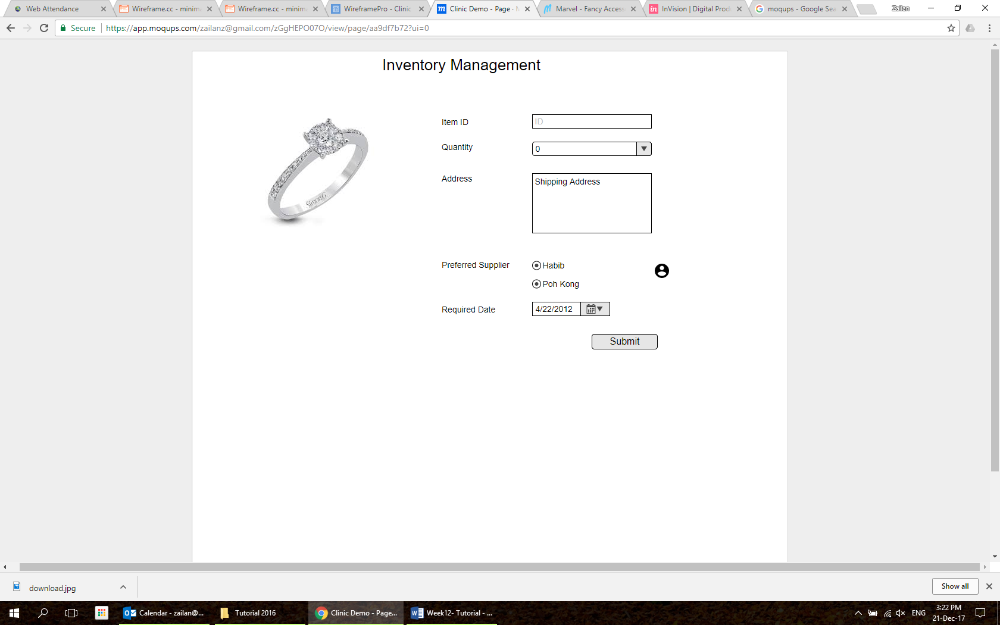 Web Attendance
Wireframe.cc - minima
Wireframe.cc - minima
WireframePro - Clinic
m Clinic Demo - Page - M
Marvel - Fancy Access
in InVision | Digital Prod
G moqups - Google Sea
Zailan
Secure
https://app.moqups.com/zailanz@gmail.com/zGgHEPO07O/view/page/aa9df7b72?ui=0
Inventory Management
Simon G.
Item ID
ID
Quantity
0
Address
Shipping Address
Preferred Supplier
Habib
Poh Kong
Required Date
4/22/2012
Submit
download.jpg
Show all
Calendar - zailan@...
Tutorial 2016
Clinic Demo - Page...
Week12- Tutorial - ...
ENG
3:22 PM
21-Dec-17